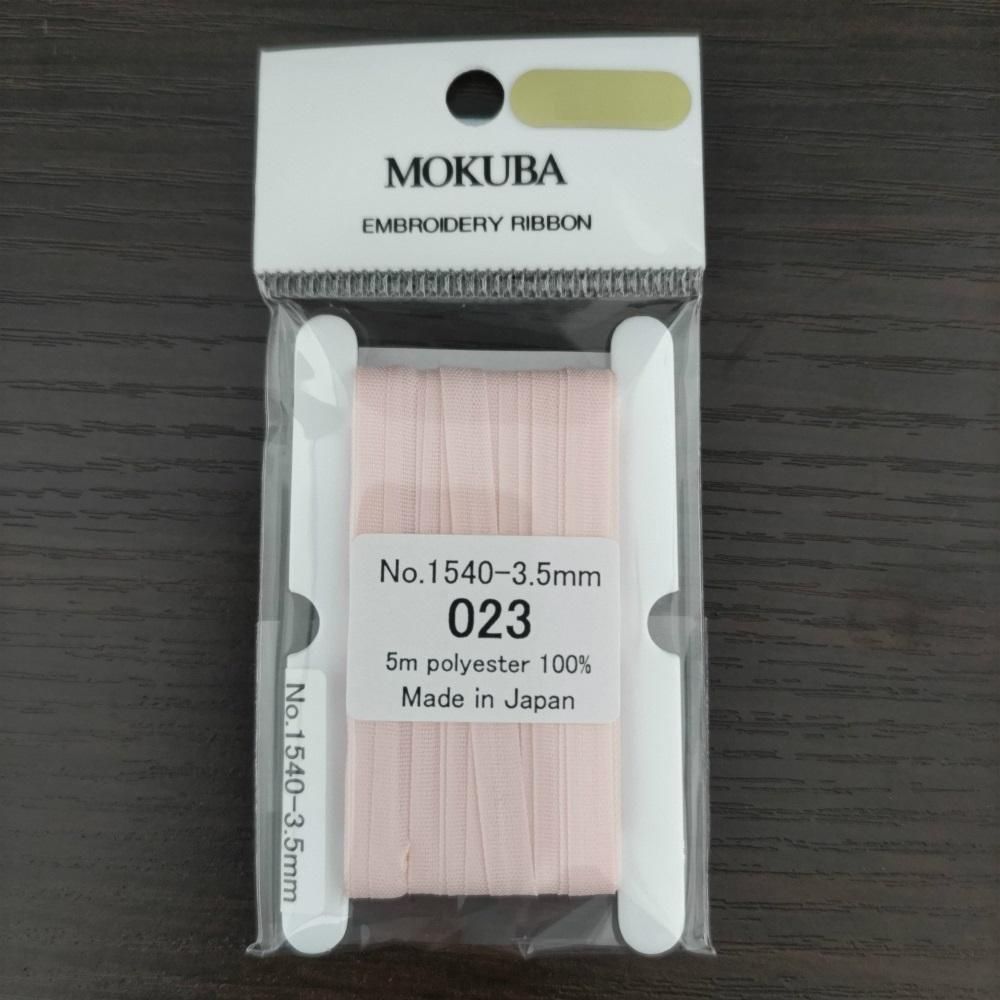 MOKUBA
EMBROIDERY RIBBON
No.1540-3.5mm
023
5m polyester 100%
Made in Japan
No.1540-3.5mm